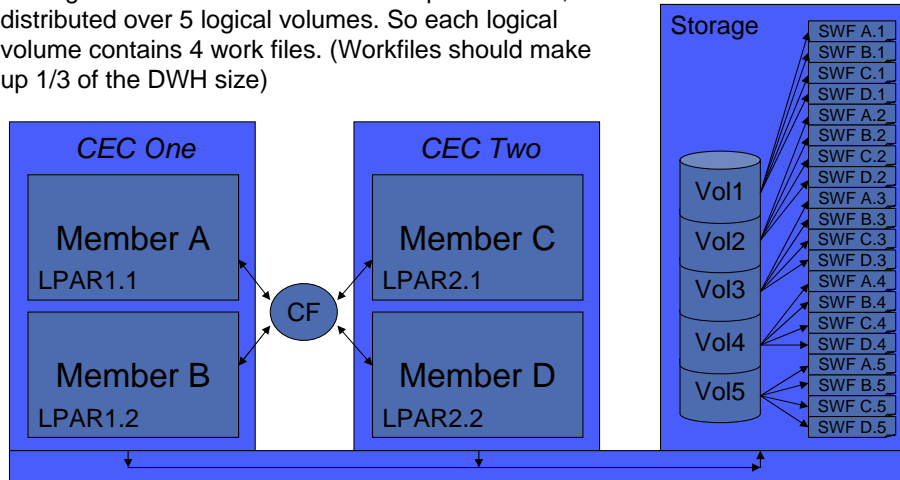 distributed over 5 logical volumes. So each logical
volume contains 4 work files. (Workfiles should make
up 1/3 of the DWH size)
CEC One
Member A
LPAR1.1
Member B
LPAR1.2
CF
CEC Two
Member C
LPAR2.1
Member D
LPAR2.2
Storage
Vol1
Vol2
Vol3
Vol4
Vol5
SWF A.1
SWF B.1
SWF C.1
SWF D.1
SWF A.2
SWF B.2
SWF C.2
SWF D.2
SWF A.3
SWF B.3
SWF C.3
SWF D.3
SWF A.4
SWF B.4
SWF C.4
SWF D.4
SWF A.5
SWF B.5
SWF C.5
SWF D.5